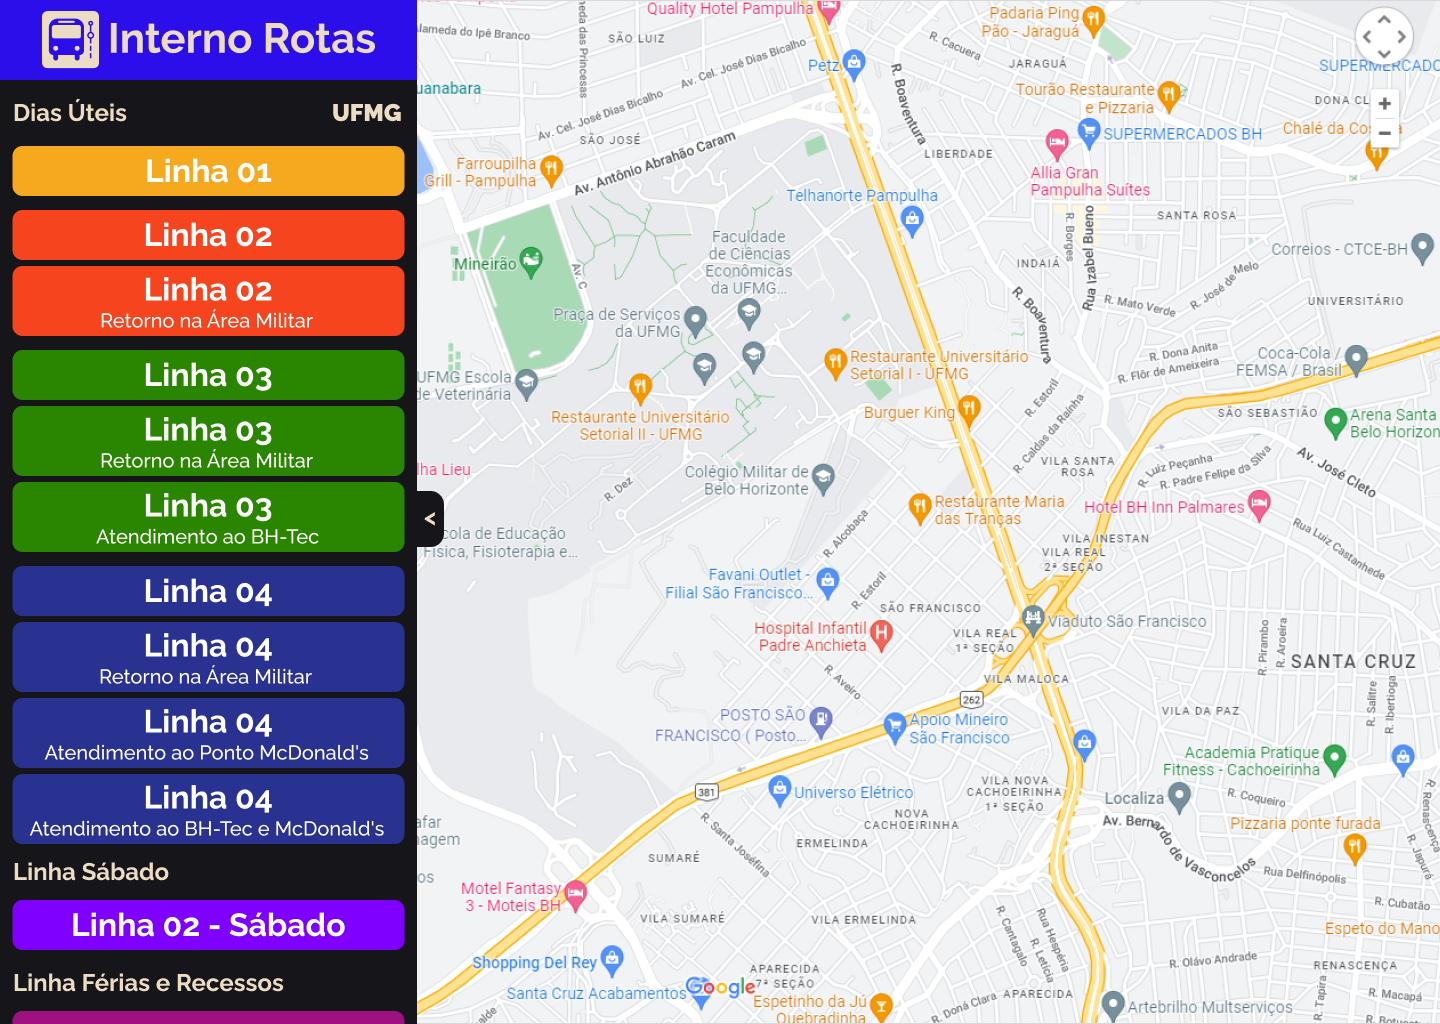 Interno Rotas
Dias Úteis
UFMG
Linha 01
Linha 02
Linha 02
Retorno na Área Militar
Linha 03
Linha 03
Retorno na Área Militar
Linha 03
Atendimento ao BH-Tec
Linha 04
Linha 04
Retorno na Área Militar
Linha 04
Atendimento ao Ponto McDonald's
Linha 04
Atendimento ao BH-Tec e McDonald's
Linha Sábado
Linha 02 - Sábado
Linha Férias e Recessos
<
Quality Hotel Pampulha
Alameda do Ipê Branco
eda das Princesas
SÃO LUIZ
Av. Cel. José Dias Bicalho
Petz
R. Boaventura
R. Cacuera
Padaria Ping
Pão - Jaraguá
JARAGUÁ
SUPERMERCADO
+
−
DONA CL
Chalé da Co
a
Tourão Restaurante
e Pizzaria
SUPERMERCADOS BH
uanabara
Av. Cel. José Dias Bicalho
SÃO JOSÉ
Av. Antônio Abrahão Caram
Farroupilha
Grill - Pampulha
LIBERDADE
Allia Gran
Pampulha Suítes
Telhanorte Pampulha
SANTA ROSA
R. Borges
Rua Izabel Bueno
Correios - CTCE-BH
Mineirão
Av. C
Faculdade
de Ciências
Econômicas
da UFMG...
INDAIÁ
R. Boaventura
R. Mato Verde
R. José de Melo
UNIVERSITÁRIO
Praça de Serviços
da UFMG
Restaurante Universitário
Setorial I - UFMG
R. Dona Anita
R. Flôr de Ameixeira
Coca-Cola /
FEMSA / Brasil
UFMG Escola
de Veterinária
Restaurante Universitário
Setorial II - UFMG
Burguer King
R. Estoril
R. Caldas da Rainha
SÃO SEBASTIÃO
Arena Santa
Belo Horizon
lha Lieu
R. Dez
Colégio Militar de
Belo Horizonte
VILA SANTA
ROSA
R. Luiz Peçanha
R. Padre Felipe da Silva
Av. José Cleto
Restaurante Maria
das Tranças
Hotel BH Inn Palmares
Rua Luiz Castanhede
cola de Educação
Física, Fisioterapia e...
R. Alcobaça
VILA INESTAN
VILA REAL
2ª SEÇÃO
Favani Outlet -
Filial São Francisco...
R. Estoril
SÃO FRANCISCO
Viaduto São Francisco
Hospital Infantil
Padre Anchieta
VILA REAL
1ª SEÇÃO
R. Pirambo
R. Aroeira
SANTA CRUZ
R. Aveiro
VILA MALOCA
262
R. Salitre
R. Ibertioga
POSTO SÃO
FRANCISCO ( Posto...
Apoio Mineiro
São Francisco
VILA DA PAZ
Academia Pratique
Fitness - Cachoeirinha
381
Universo Elétrico
VILA NOVA
CACHOEIRINHA
1ª SEÇÃO
Localiza
R. Coqueiro
R. Renascença
afar
nagem
R. Santa Josefina
NOVA
CACHOEIRINHA
Av. Bernardo de Vasconcelos
Pizzaria ponte furada
SUMARÉ
ERMELINDA
R. Japurá
os
Motel Fantasy
3 - Moteis BH
Rua Delfinópolis
R. Cubatão
VILA SUMARÉ
VILA ERMELINDA
R. Cantagalo
Rua Hespéria
R. Letícia
Espeto do Mano
Shopping Del Rey
Google
APARECIDA
7ª SEÇÃO
R. Olávo Andrade
RENASCENÇA
Santa Cruz Acabamentos
Espetinho da Jú
Quebradinha
R. Doná Clara
APARECIDA
Artebrilho Multserviços
R. Tapira
R. Macapá